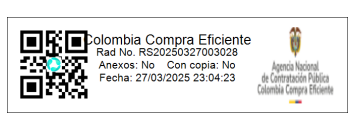 Colombia Compra Eficiente
Rad No. RS20250327003028
Anexos: No Con copia: No
Fecha: 27/03/2025 23:04:23
Agencia Nacional
de Contratación Pública
Colombia Compra Eficiente